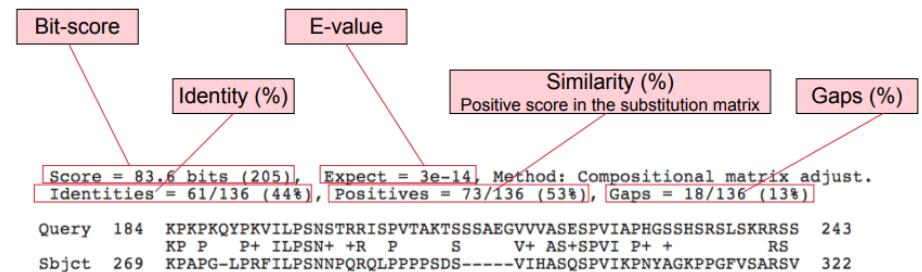 Bit-score
E-value
Identity (%)
Similarity (%)
Positive score in the substitution matrix
Gaps (%)
Score = 83.6 bits (205), Expect = 3e-14, Method: Compositional matrix adjust.
Identities = 61/136 (44%), Positives = 73/136 (53%), Gaps = 18/136 (13%)
Query 184 KPKPKQYPKVILPSNSTRRISPVTAKTSSSAEGVVVASESPVIAPHGSSHSRSLSKRRSS 243
KP P P+ ILPSN+ +R P S V+ AS+SPVI P+ + RS
Sbjct 269 KPAPG-LPRFILPSNNPQRQLPPPPSDS-----VIHASQSPVIKPNYAGKPPGFVSARSV 322